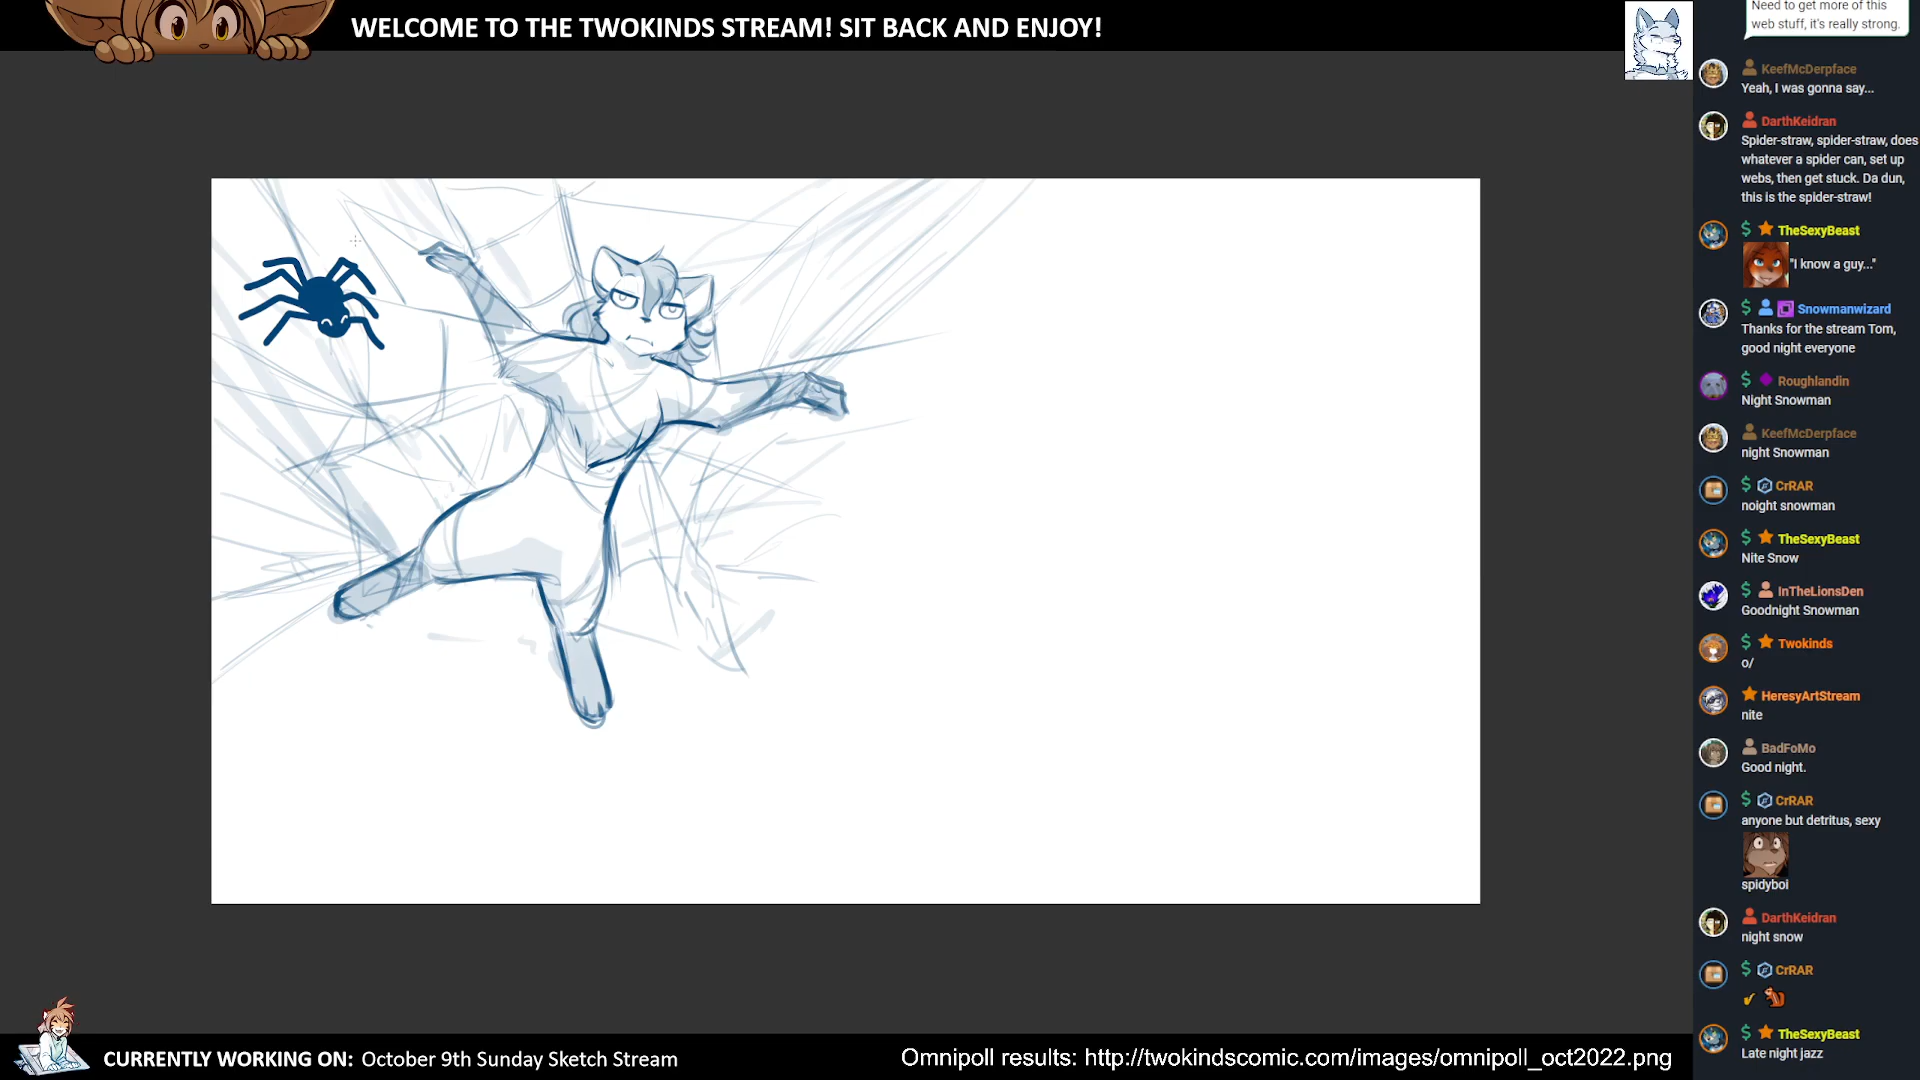 WELCOME TO THE TWOKINDS STREAM! SIT BACK AND ENJOY!
Need to get more of this
web stuff, it's really strong.
KeefMcDerpface
Yeah, I was gonna say...
DarthKeidran
Spider-straw, spider-straw, does
whatever a spider can, set up
webs, then get stuck. Da dun,
this is the spider-straw!
$ TheSexyBeast
"I know a guy..."
$ Snowmanwizard
Thanks for the stream Tom,
good night everyone
$ Roughlandin
Night Snowman
KeefMcDerpface
night Snowman
$ CrRAR
noight snowman
$ TheSexyBeast
Nite Snow
$ InTheLionsDen
Goodnight Snowman
$ Twokinds
o/
HeresyArtStream
nite
BadFoMo
Good night.
$ CrRAR
anyone but detritus, sexy
spidyboi
DarthKeidran
night snow
$ CrRAR
$ TheSexyBeast
Late night jazz
CURRENTLY WORKING ON: October 9th Sunday Sketch Stream
Omnipoll results: http://twokindscomic.com/images/omnipoll_oct2022.png